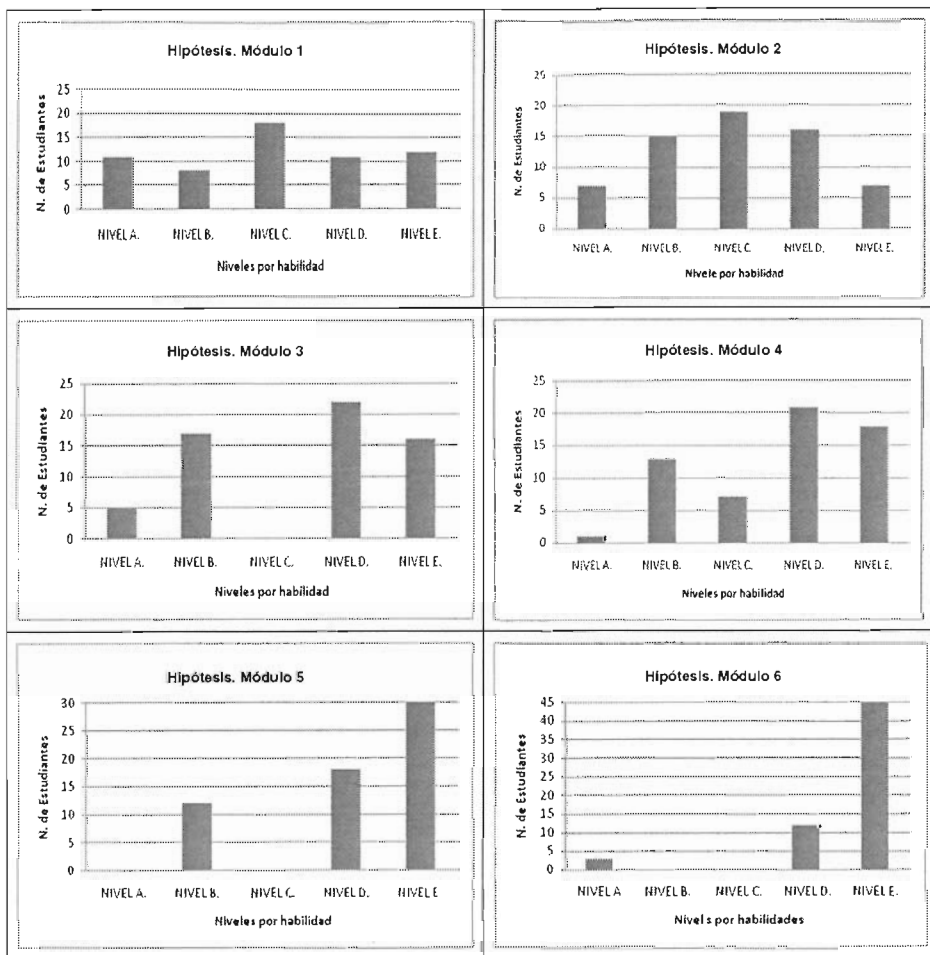 Hipótesis. Módulo 1
N. de Estudiantes
25
20
15
10
5
0
NIVEL A. NIVEL B. NIVEL C. NIVEL D. NIVEL E.
Niveles por habilidad
Hipótesis. Módulo 2
N. de Estudiantes
25
20
15
10
5
0
NIVEL A. NIVEL B. NIVEL C. NIVEL D. NIVEL E.
Nivele por habilidad
Hipótesis. Módulo 3
N. de Estudiantes
25
20
15
10
5
0
NIVEL A. NIVEL B. NIVEL C. NIVEL D. NIVEL E.
Niveles por habilidad
Hipótesis. Módulo 4
N. de Estudiantes
25
20
15
10
5
0
NIVEL A. NIVEL B. NIVEL C. NIVEL D. NIVEL E.
Niveles por habilidad
Hipótesis. Módulo 5
N. de Estudiantes
30
25
20
15
10
5
0
NIVEL A. NIVEL B. NIVEL C. NIVEL D. NIVEL E
Niveles por habilidad
Hipótesis. Módulo 6
N. de Estudiantes
45
40
35
30
25
20
15
10
5
0
NIVEL A NIVEL B. NIVEL C. NIVEL D. NIVEL E.
Nivel s por habilidades